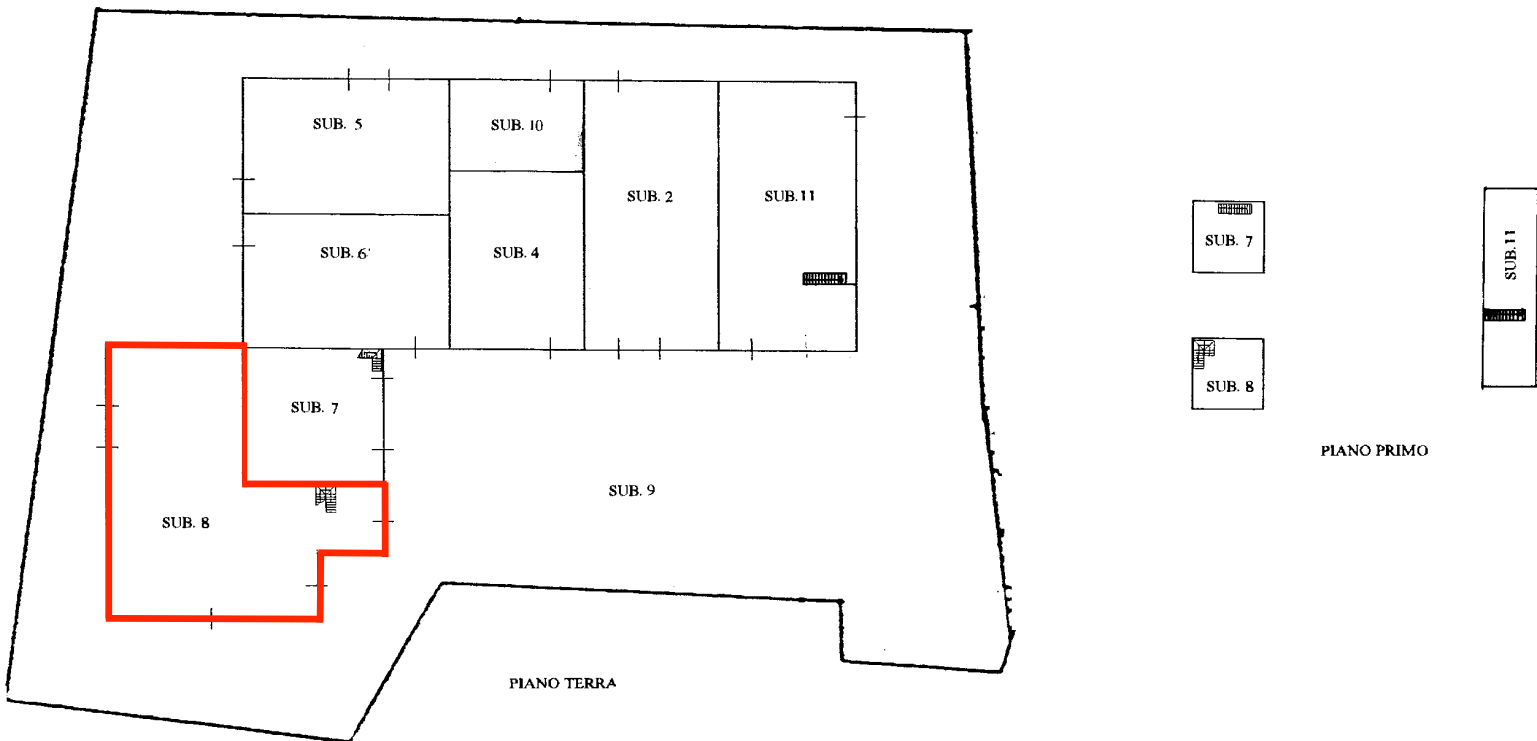 SUB. 5
SUB. 10
SUB. 2
SUB.11
SUB. 6
SUB. 4
SUB. 7
SUB. 8
SUB. 9
PIANO TERRA
SUB. 7
SUB. 8
SUB.11
PIANO PRIMO